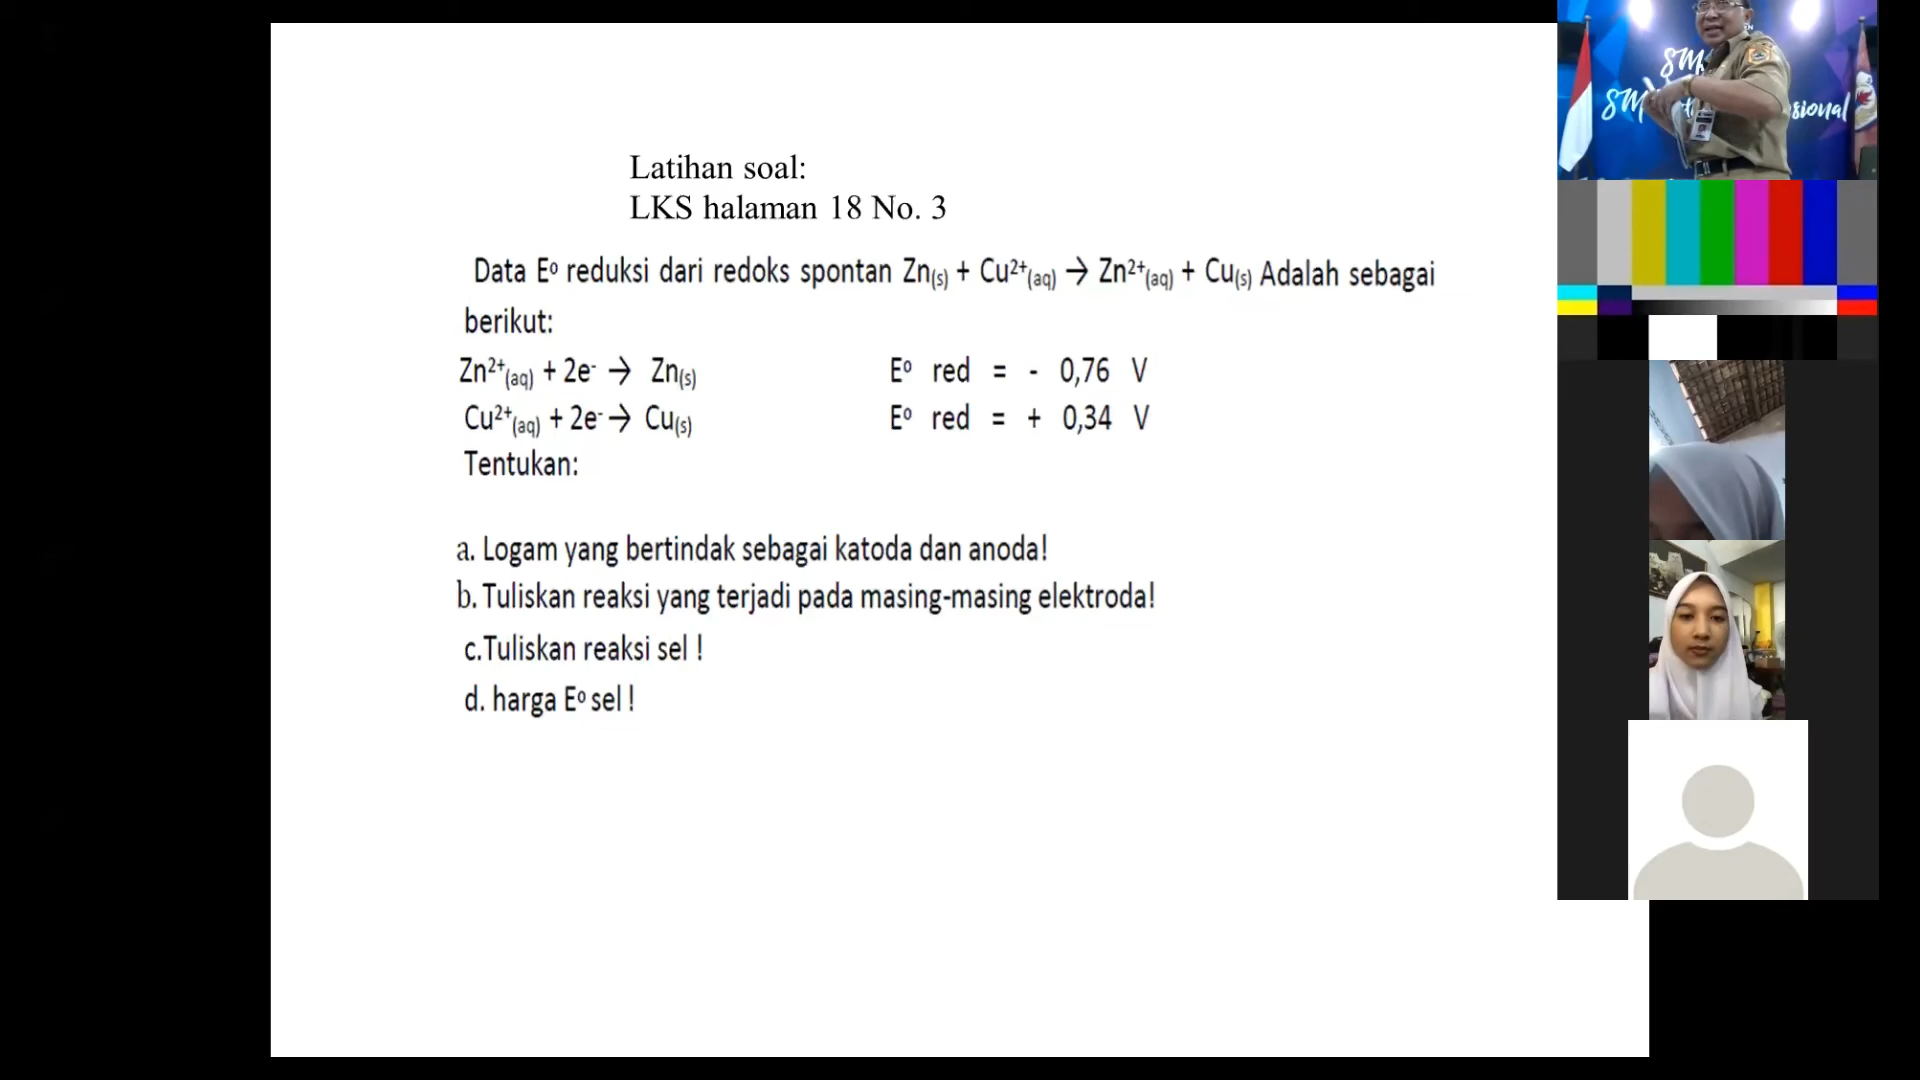 Latihan soal:
LKS halaman 18 No. 3
Data Eº reduksi dari redoks spontan Zn(s) + Cu²⁺(aq) → Zn²⁺(aq) + Cu(s) Adalah sebagai
berikut:
Zn²⁺(aq) + 2e⁻ → Zn(s) Eº red = - 0,76 V
Cu²⁺(aq) + 2e⁻ → Cu(s) Eº red = + 0,34 V
Tentukan:
a. Logam yang bertindak sebagai katoda dan anoda!
b. Tuliskan reaksi yang terjadi pada masing-masing elektroda!
c.Tuliskan reaksi sel !
d. harga Eº sel !